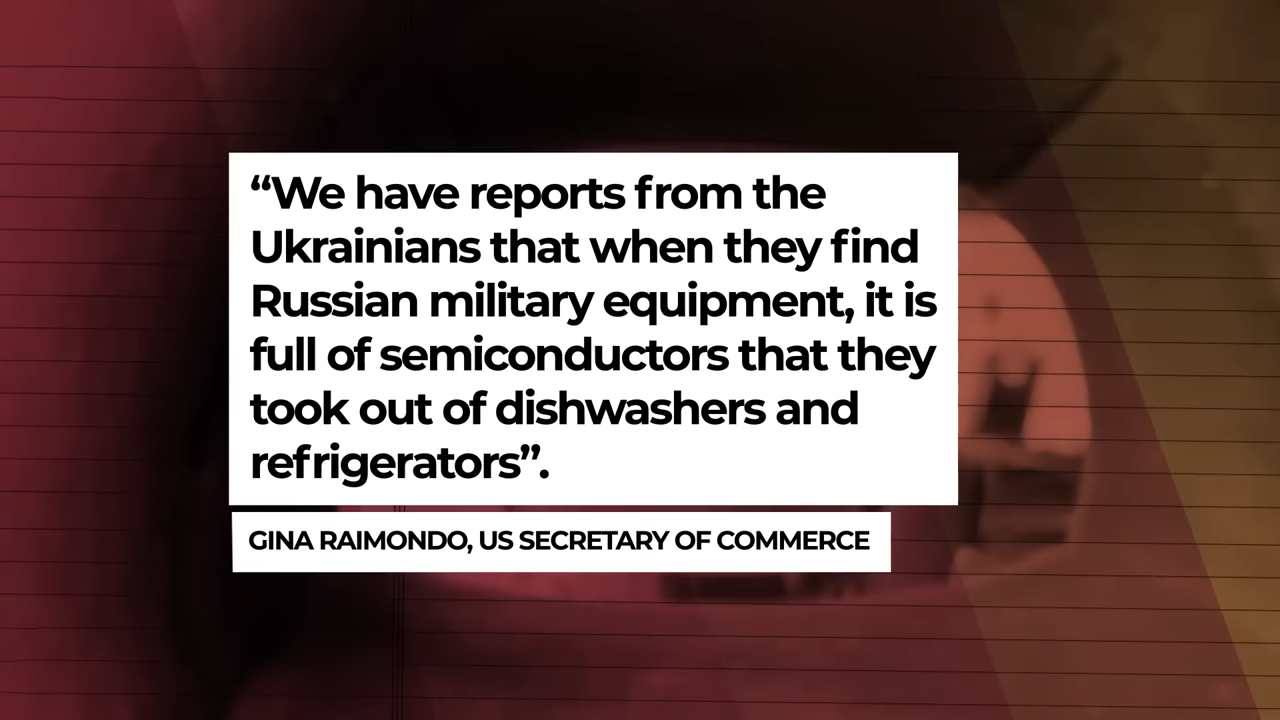 “We have reports from the
Ukrainians that when they find
Russian military equipment, it is
full of semiconductors that they
took out of dishwashers and
refrigerators”.
GINA RAIMONDO, US SECRETARY OF COMMERCE